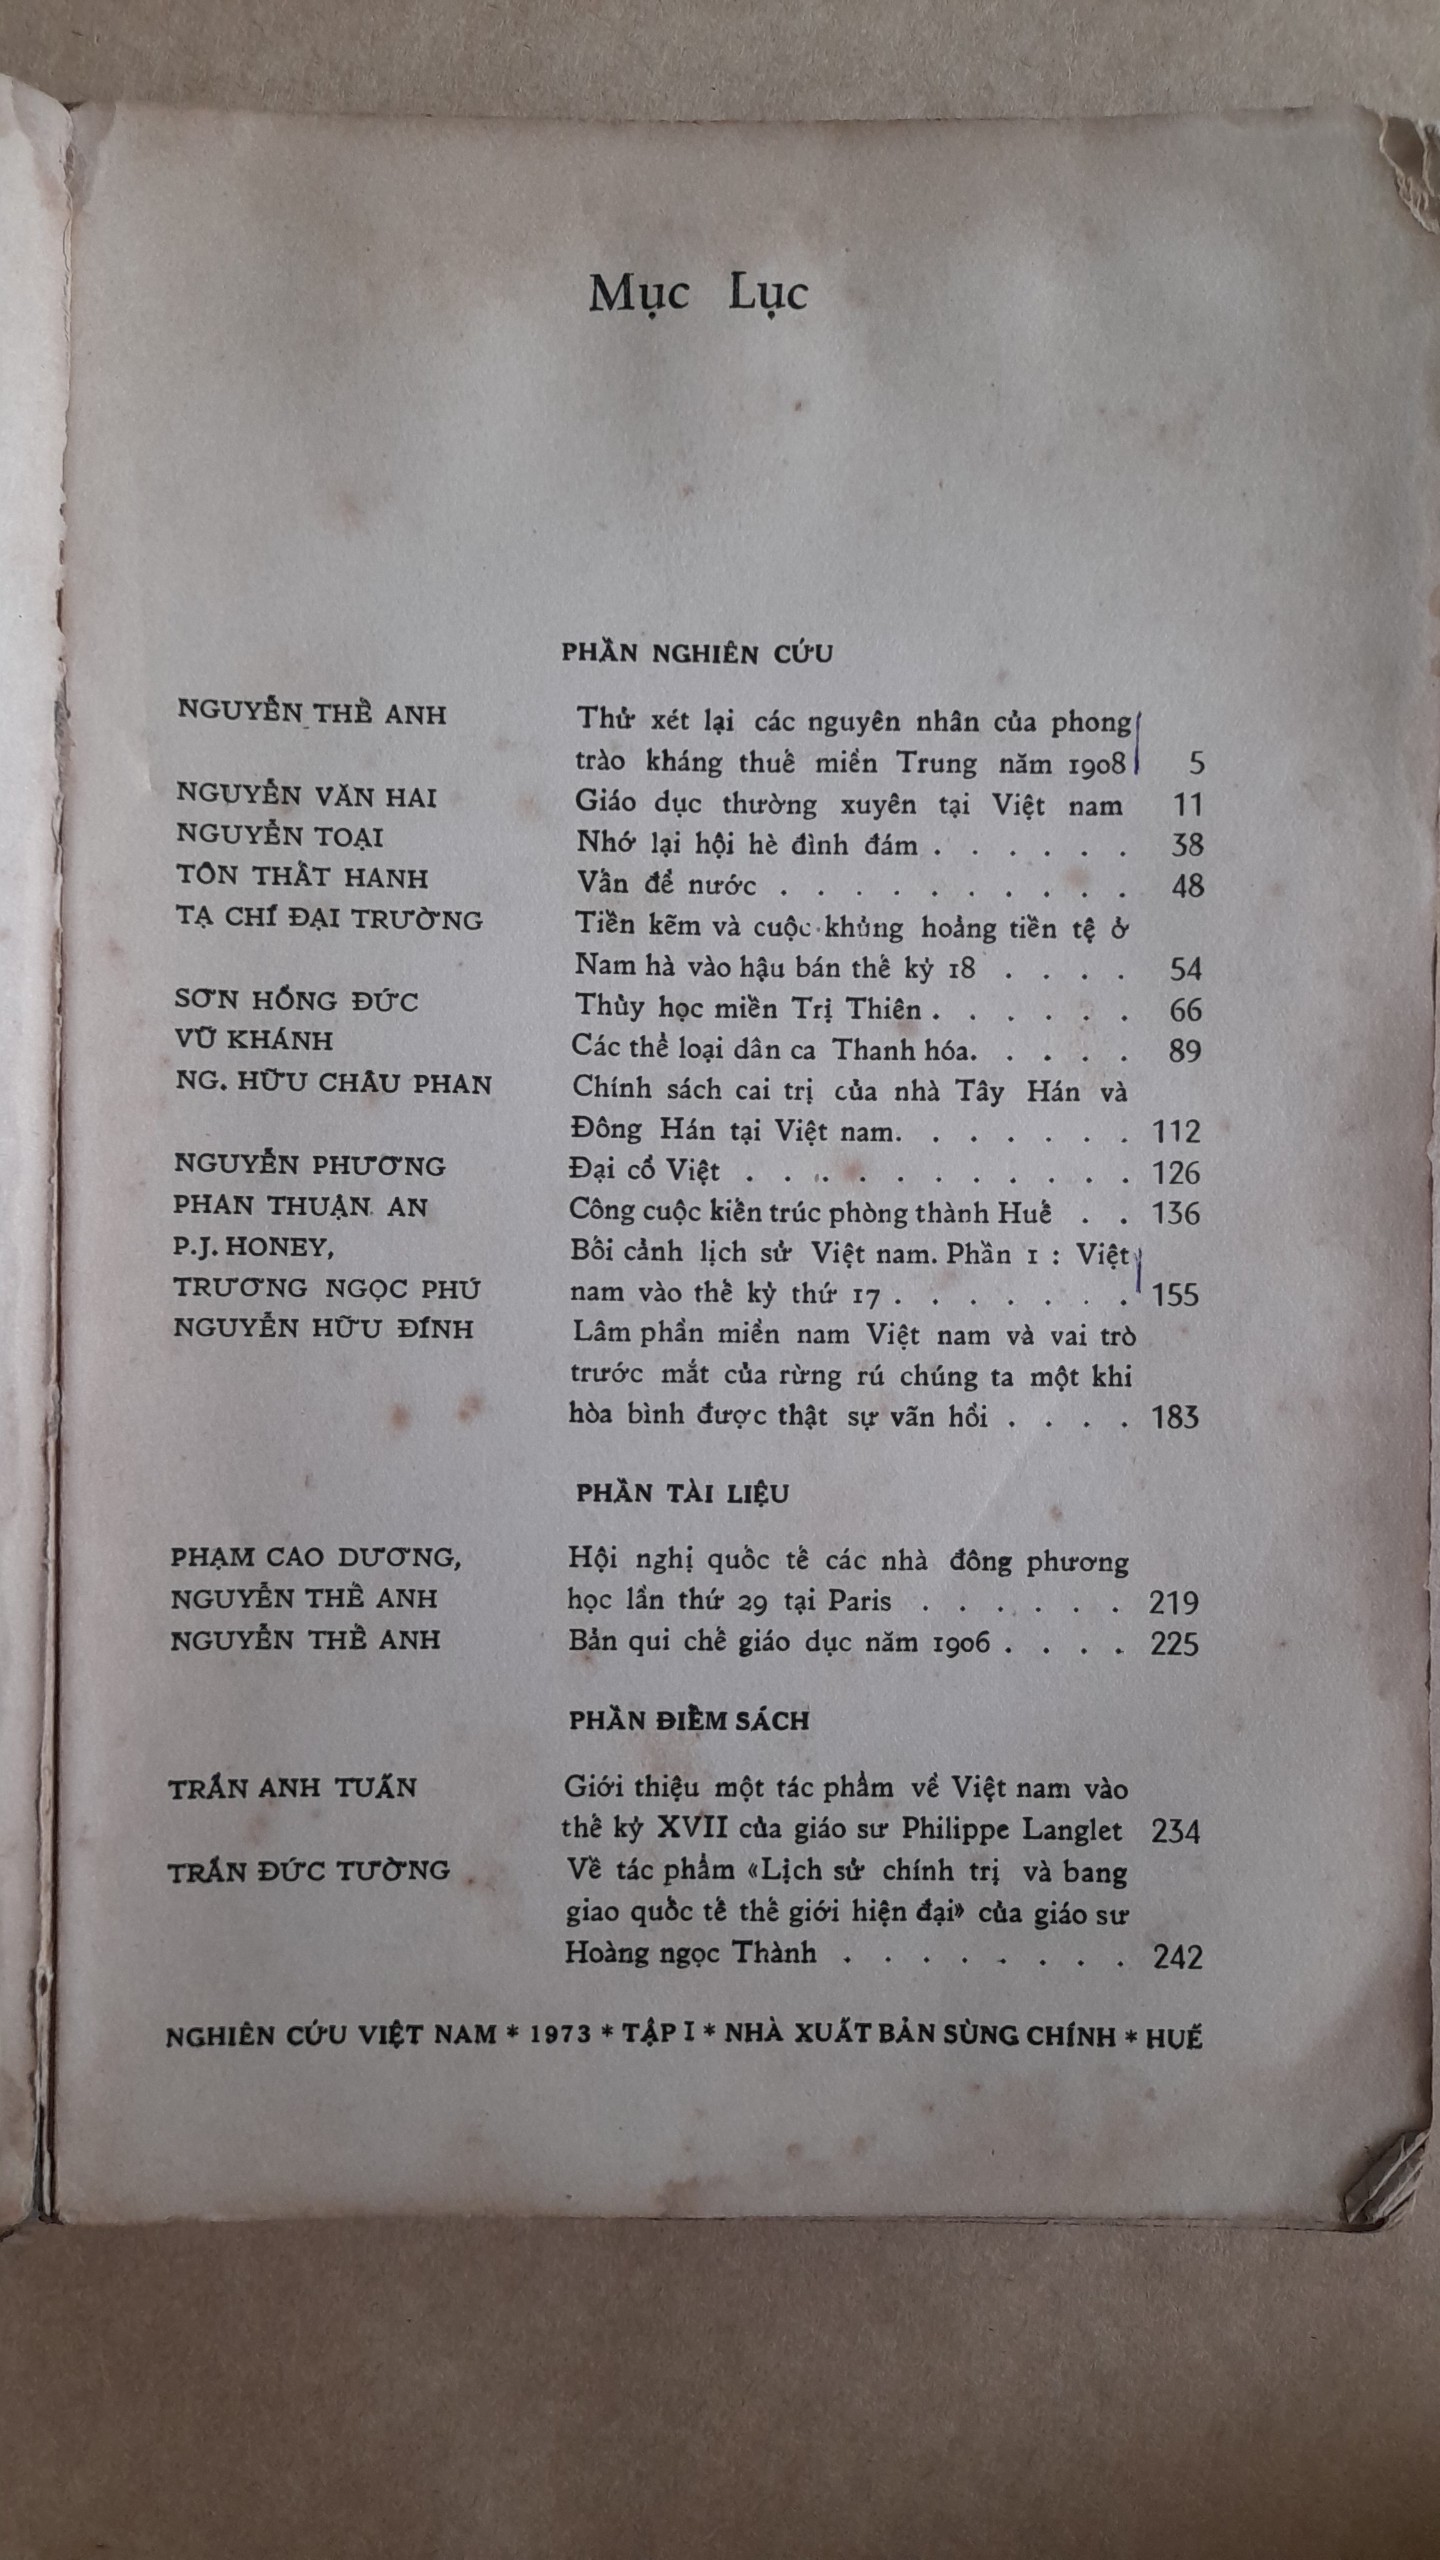 Mục Lục
PHẦN NGHIÊN CỨU
NGUYỄN THẾ ANH Thử xét lại các nguyên nhân của phong
trào kháng thuế miền Trung năm 1908 5
NGUYỄN VĂN HAI Giáo dục thường xuyên tại Việt nam 11
NGUYỄN TOẠI Nhớ lại hội hè đình đám . . . . . . 38
TÔN THẤT HANH Vấn đề nước . . . . . . . . . . 48
TẠ CHÍ ĐẠI TRƯỜNG Tiền kẽm và cuộc khủng hoảng tiền tệ ở
Nam hà vào hậu bán thế kỷ 18 . . . . 54
SƠN HỒNG ĐỨC Thủy học miền Trị Thiên . . . . . . 66
VŨ KHÁNH Các thể loại dân ca Thanh hóa. . . . . 89
NG. HỮU CHÂU PHAN Chính sách cai trị của nhà Tây Hán và
Đông Hán tại Việt nam. . . . . . . 112
NGUYỄN PHƯƠNG Đại cổ Việt . . . . . . . . . . . 126
PHAN THUẬN AN Công cuộc kiến trúc phòng thành Huế . . 136
P.J. HONEY, Bối cảnh lịch sử Việt nam. Phần 1 : Việt
TRƯƠNG NGỌC PHÚ nam vào thế kỷ thứ 17 . . . . . . . 155
NGUYỄN HỮU ĐÍNH Lâm phần miền nam Việt nam và vai trò
trước mắt của rừng rú chúng ta một khi
hòa bình được thật sự vãn hồi . . . . 183
PHẦN TÀI LIỆU
PHẠM CAO DƯƠNG, Hội nghị quốc tế các nhà đông phương
NGUYỄN THẾ ANH học lần thứ 29 tại Paris . . . . . . 219
NGUYỄN THẾ ANH Bản qui chế giáo dục năm 1906 . . . . 225
PHẦN ĐIỂM SÁCH
TRẦN ANH TUẤN Giới thiệu một tác phẩm về Việt nam vào
thế kỷ XVII của giáo sư Philippe Langlet 234
TRẦN ĐỨC TƯỜNG Về tác phẩm «Lịch sử chính trị và bang
giao quốc tế thế giới hiện đại» của giáo sư
Hoàng ngọc Thành . . . . . . . . 242
NGHIÊN CỨU VIỆT NAM * 1973 * TẬP I * NHÀ XUẤT BẢN SÙNG CHÍNH * HUẾ